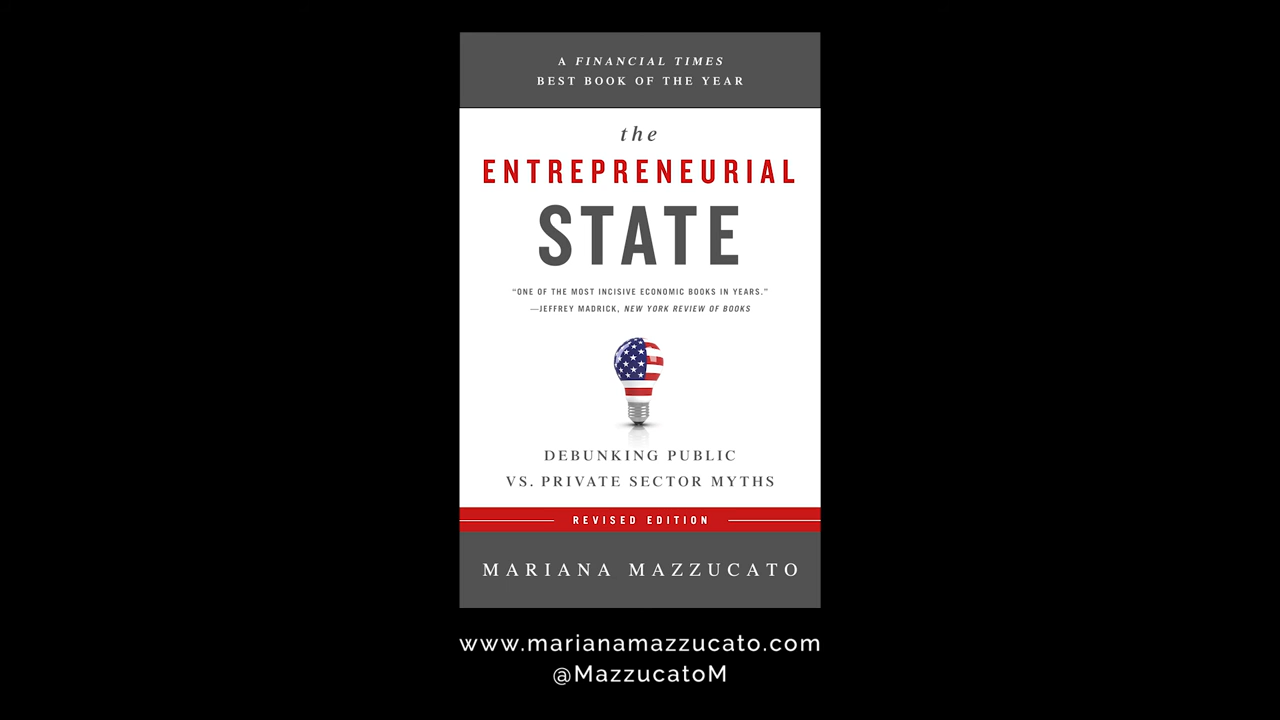 A FINANCIAL TIMES
BEST BOOK OF THE YEAR
the
ENTREPRENEURIAL
STATE
“ONE OF THE MOST INCISIVE ECONOMIC BOOKS IN YEARS.”
—JEFFREY MADRICK, NEW YORK REVIEW OF BOOKS
DEBUNKING PUBLIC
VS. PRIVATE SECTOR MYTHS
REVISED EDITION
MARIANA MAZZUCATO
www.marianamazzucato.com
@MazzucatoM